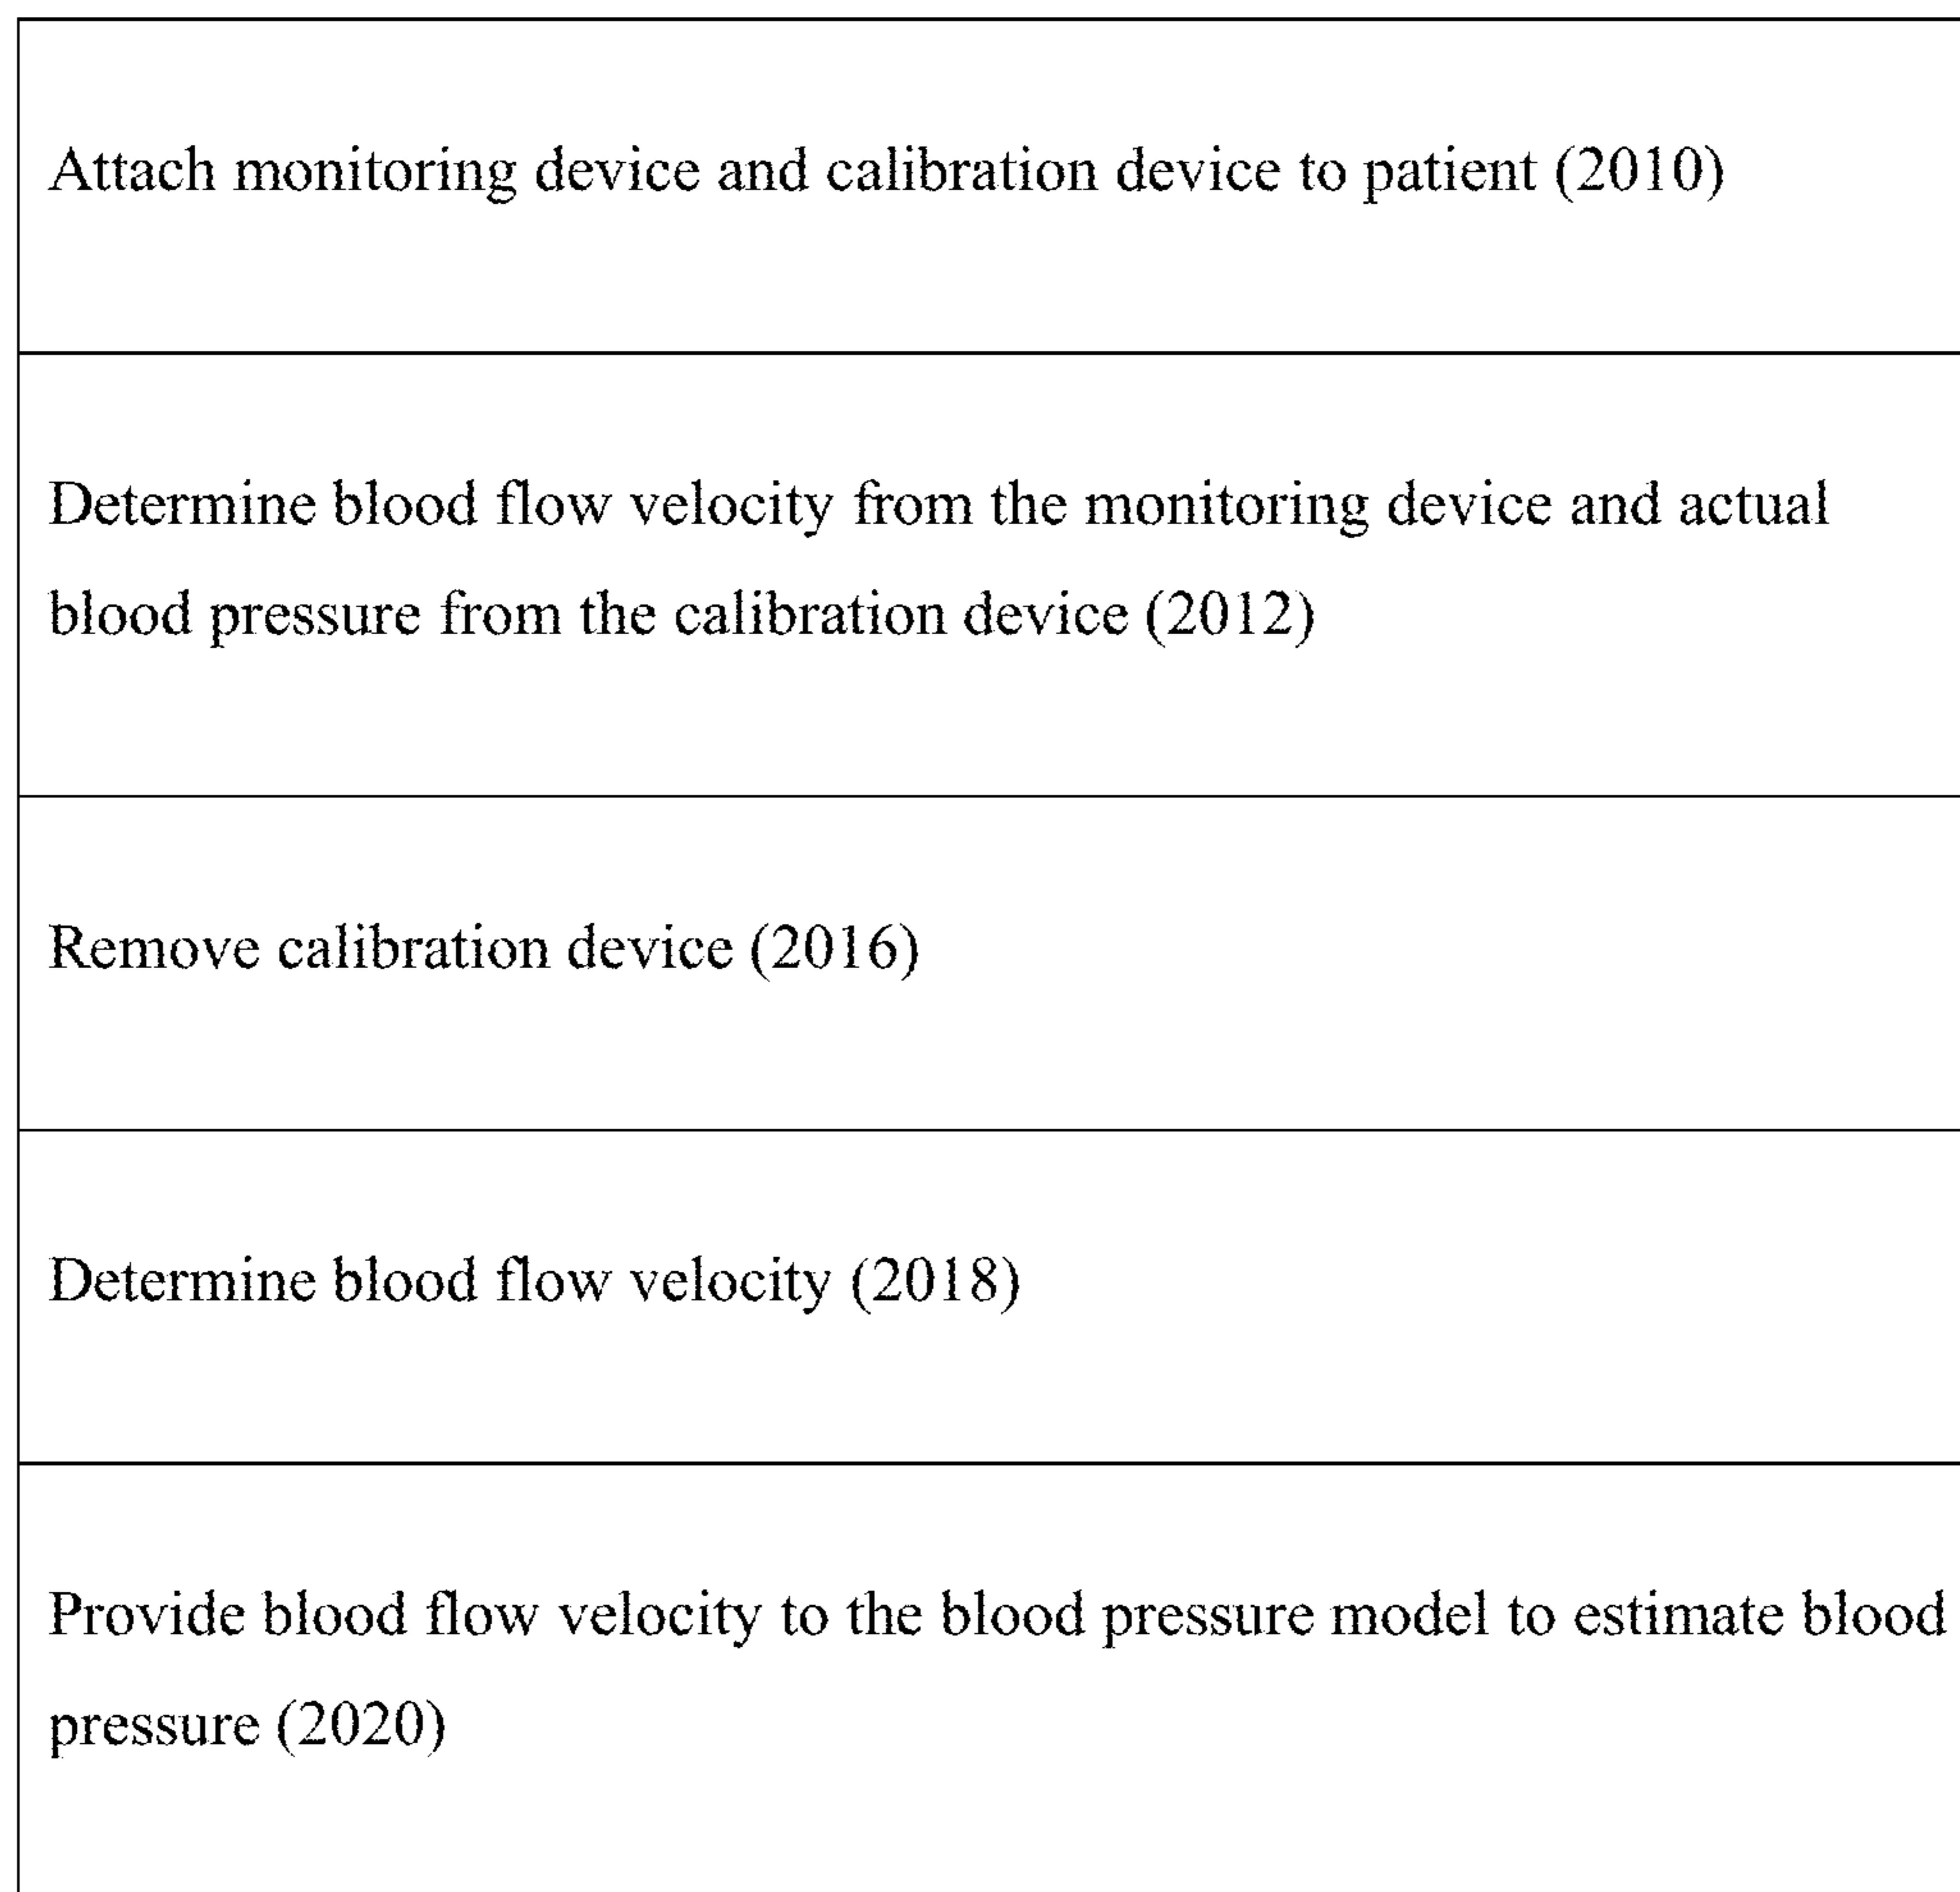 Attach monitoring device and calibration device to patient (2010)
Determine blood flow velocity from the monitoring device and actual
blood pressure from the calibration device (2012)
Remove calibration device (2016)
Determine blood flow velocity (2018)
Provide blood flow velocity to the blood pressure model to estimate blood
pressure (2020)